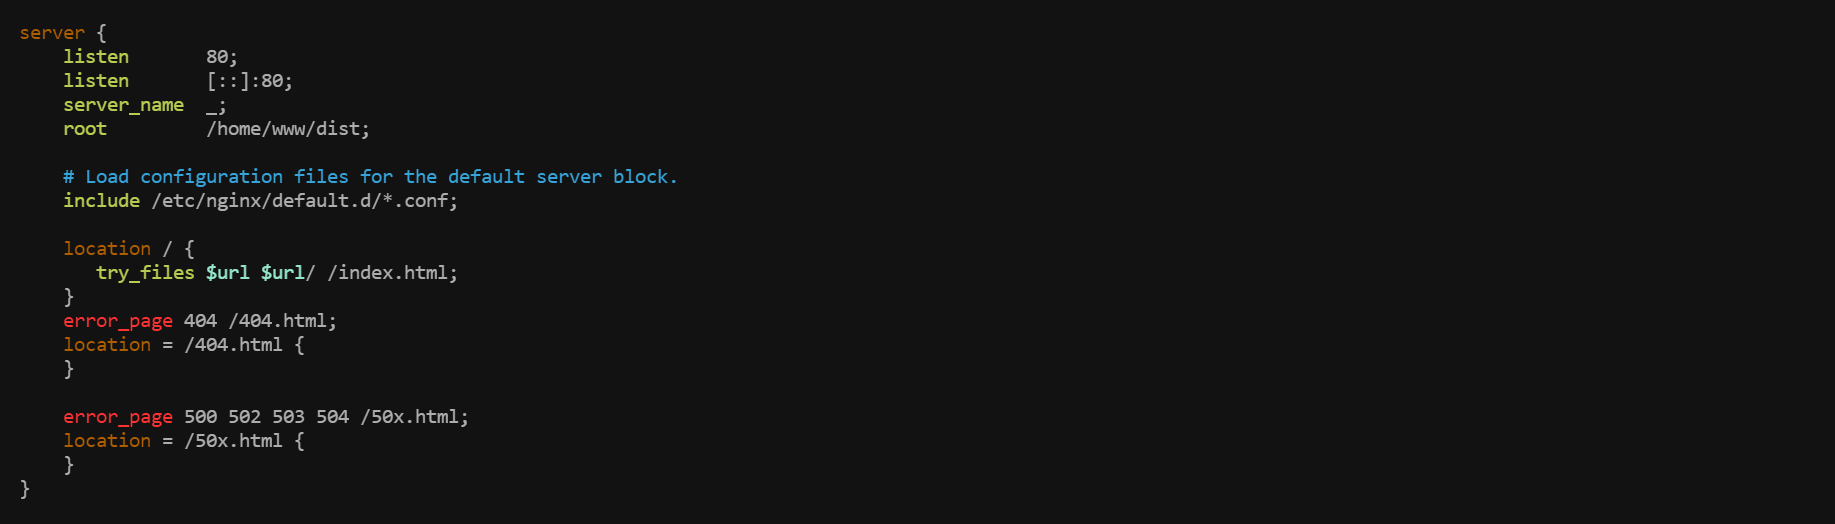 server {
    listen       80;
    listen       [::]:80;
    server_name  _;
    root         /home/www/dist;

    # Load configuration files for the default server block.
    include /etc/nginx/default.d/*.conf;

    location / {
       try_files $url $url/ /index.html;
    }
    error_page 404 /404.html;
    location = /404.html {
    }

    error_page 500 502 503 504 /50x.html;
    location = /50x.html {
    }
}